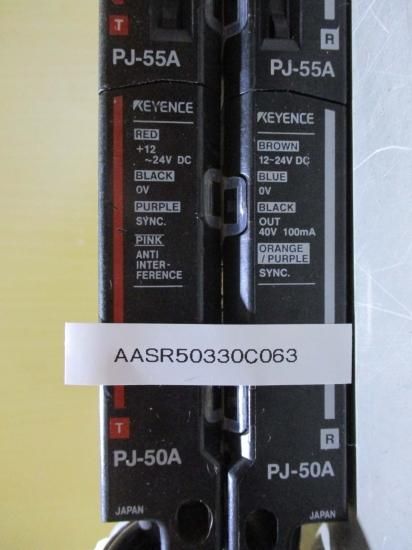 T
PJ-55A
KEYENCE
RED
+12
~24V DC
BLACK
0V
PURPLE
SYNC.
PINK
ANTI
INTER-
FERENCE
T
PJ-50A
JAPAN
R
PJ-55A
KEYENCE
BROWN
12~24V DC
BLUE
0V
BLACK
OUT
40V 100mA
ORANGE
/PURPLE
SYNC.
R
PJ-50A
JAPAN
AASR50330C063